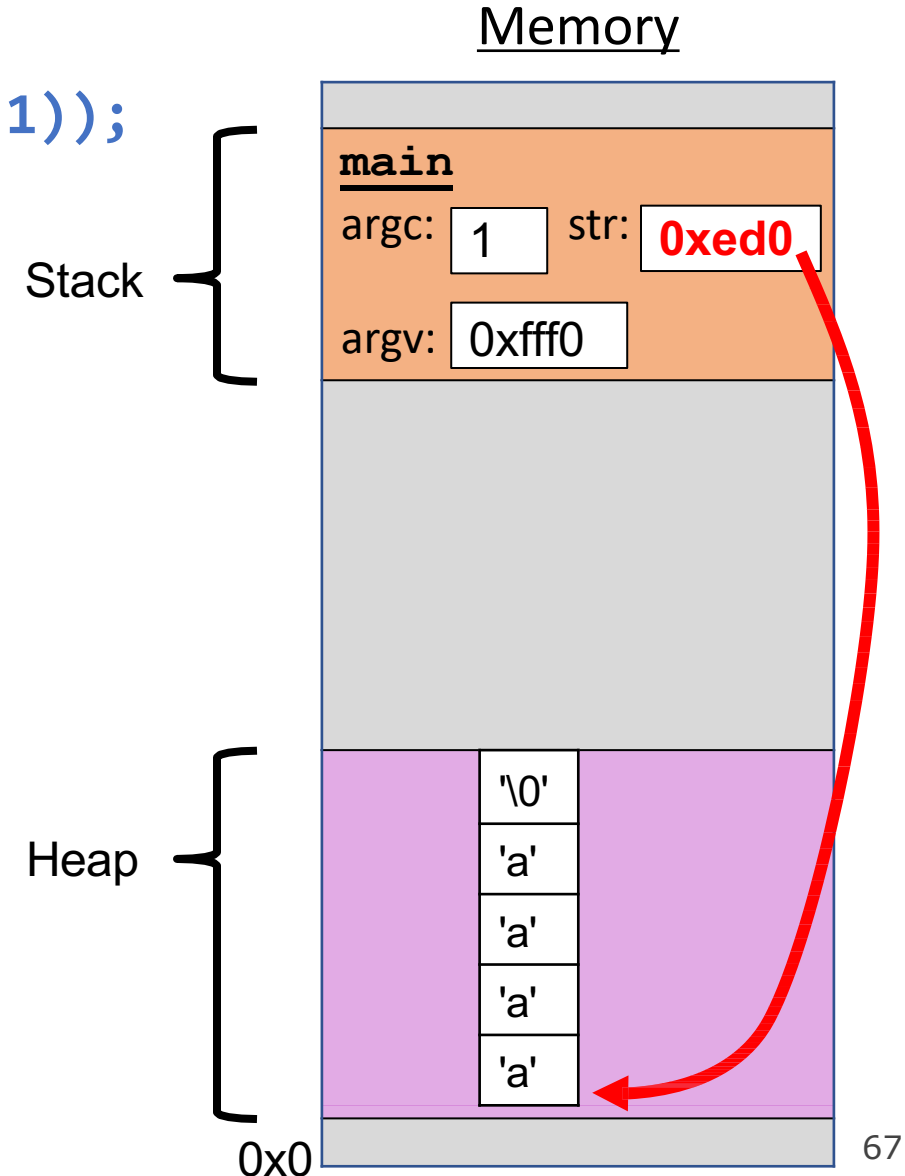 Memory
1));
main
argc: 1 str: 0xed0
Stack
argv: 0xfff0
'\0'
Heap
'a'
'a'
'a'
'a'
0x0
67